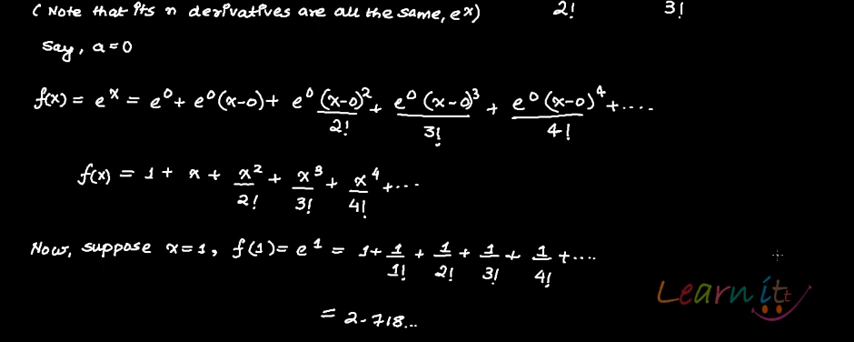 (Note that its n derivatives are all the same, e^x) 2! 3!
Say, a=0
f(x) = e^x = e^0 + e^0(x-0) + e^0 (x-0)^2/2! + e^0 (x-0)^3/3! + e^0 (x-0)^4/4! + ....
f(x) = 1 + x + x^2/2! + x^3/3! + x^4/4! + ...
Now, suppose x=1, f(1) = e^1 = 1 + 1/1! + 1/2! + 1/3! + 1/4! + ....
Learnitt
= 2.718...